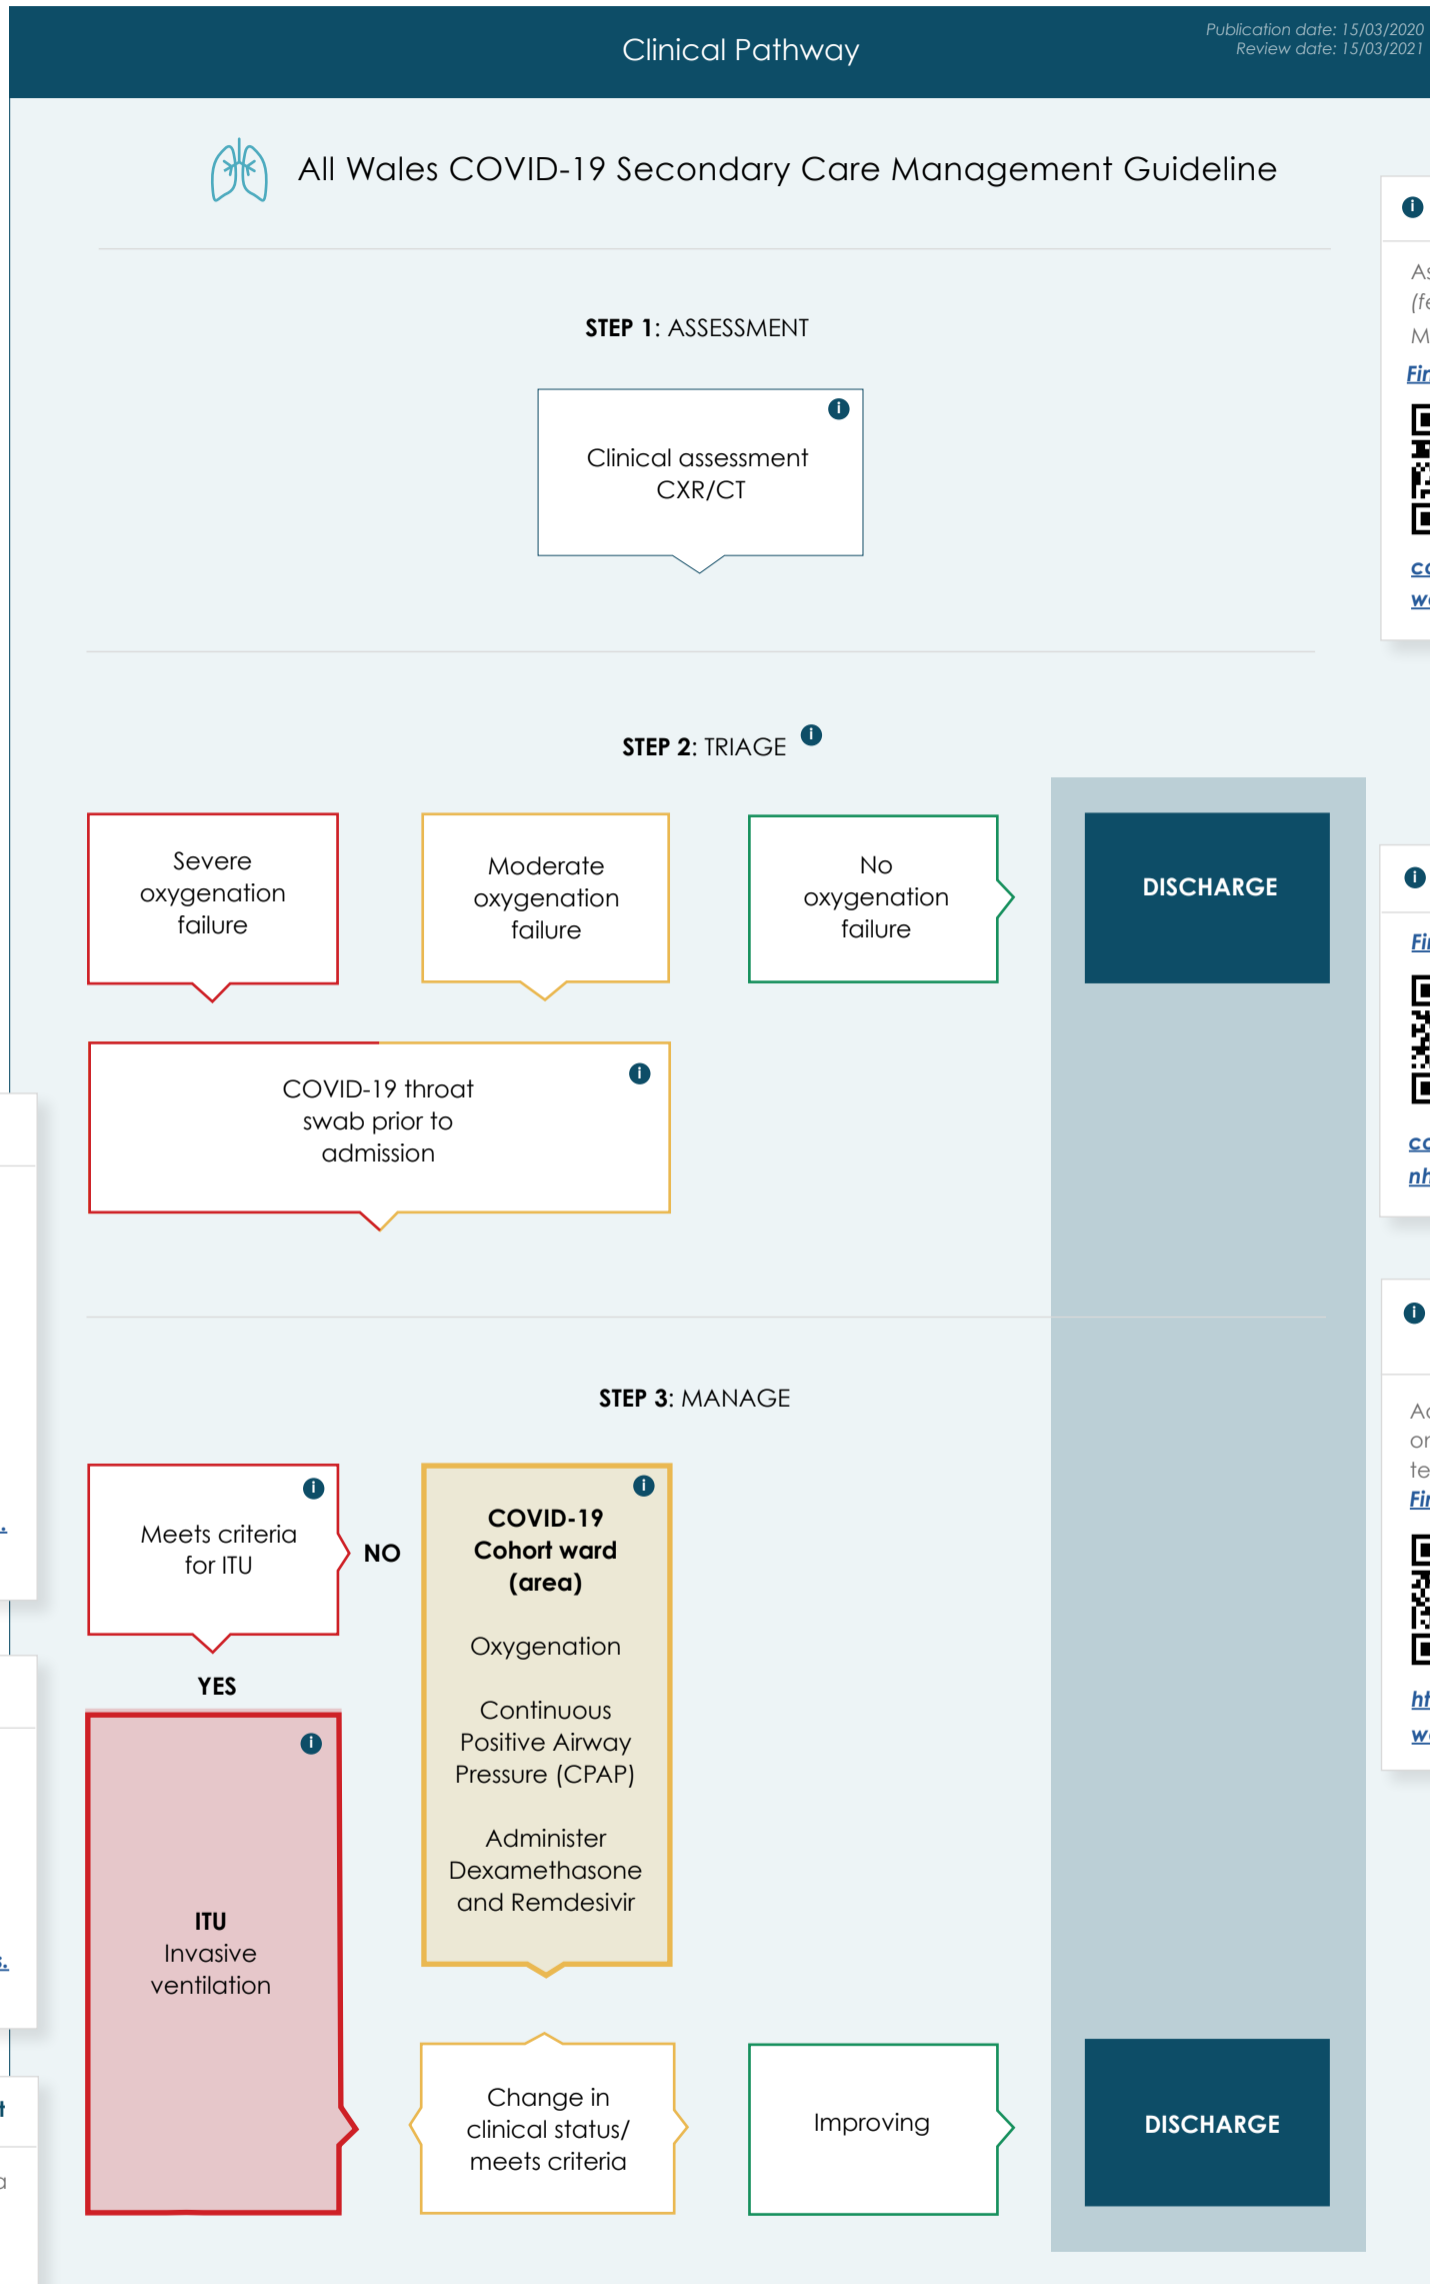 Clinical Pathway
Publication date: 15/03/2020
Review date: 15/03/2021
All Wales COVID-19 Secondary Care Management Guideline
STEP 1: ASSESSMENT
Clinical assessment
CXR/CT
STEP 2: TRIAGE
Severe
oxygenation
failure
Moderate
oxygenation
failure
No
oxygenation
failure
DISCHARGE
COVID-19 throat
swab prior to
admission
STEP 3: MANAGE
Meets criteria
for ITU
NO
YES
COVID-19
Cohort ward
(area)
Oxygenation
Continuous
Positive Airway
Pressure (CPAP)
Administer
Dexamethasone
and Remdesivir
ITU
Invasive
ventilation
Change in
clinical status/
meets criteria
Improving
DISCHARGE